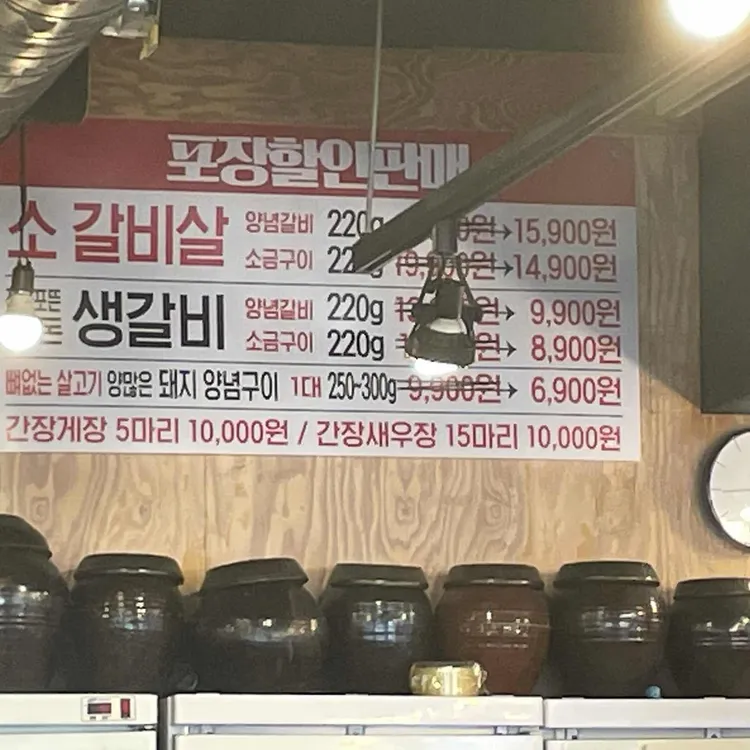 포장할인판매
소 갈비살 양념갈비 220g →15,900원
소금구이 →14,900원
생갈비 양념갈비 220g → 9,900원
소금구이 220g → 8,900원
뼈없는 살고기 양많은 돼지 양념구이 1대 250~300g 9,900원→ 6,900원
간장게장 5마리 10,000원 / 간장새우장 15마리 10,000원